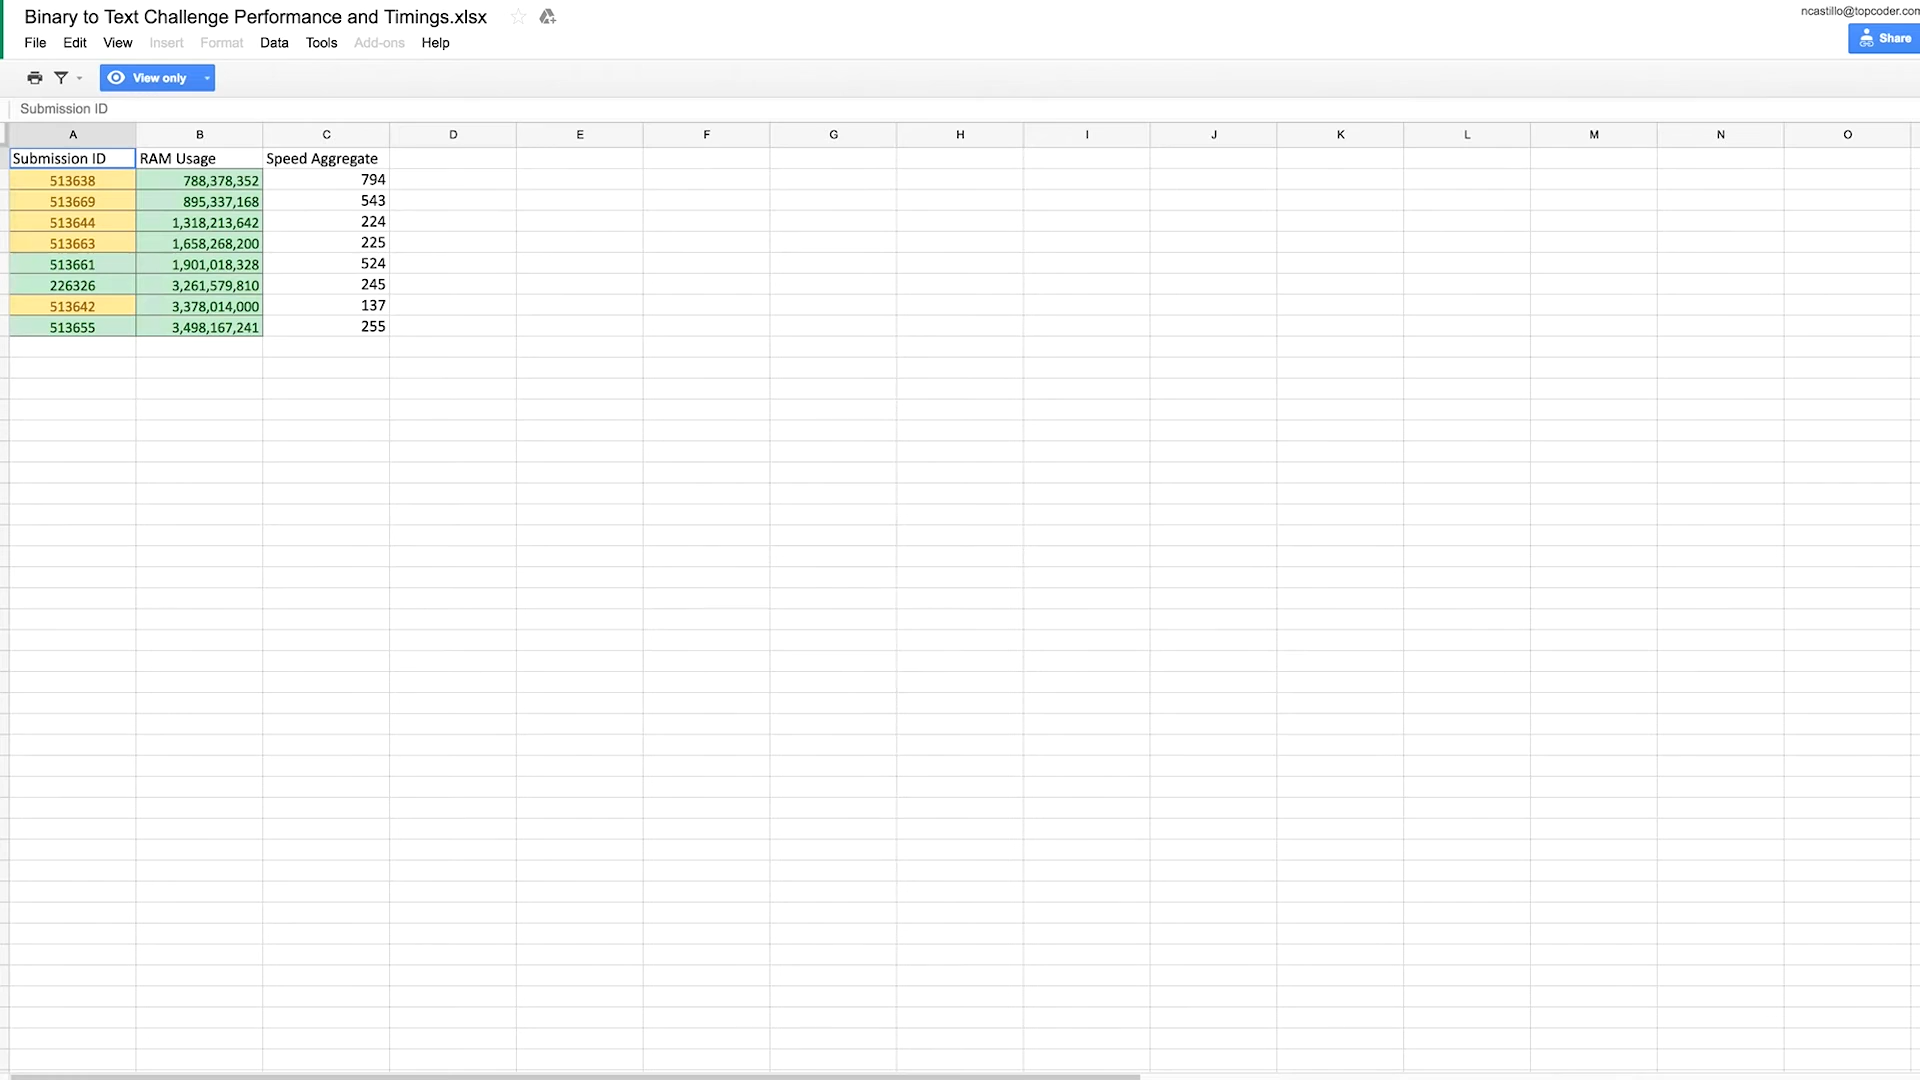 Binary to Text Challenge Performance and Timings.xlsx
ncastillo@topcoder.com
File Edit View Insert Format Data Tools Add-ons Help
Share
View only
Submission ID
A B C D E F G H I J K L M N O
Submission ID RAM Usage Speed Aggregate
513638 788,378,352 794
513669 895,337,168 543
513644 1,318,213,642 224
513663 1,658,268,200 225
513661 1,901,018,328 524
226326 3,261,579,810 245
513642 3,378,014,000 137
513655 3,498,167,241 255